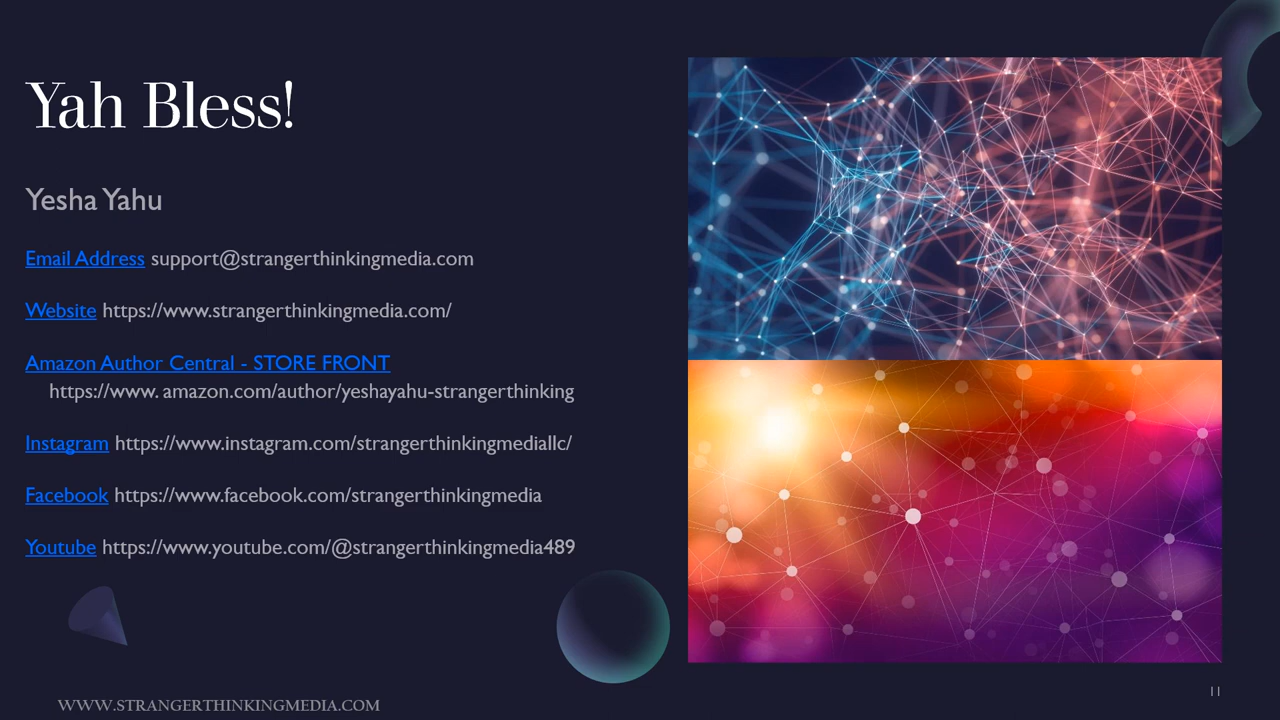 Yah Bless!
Yesha Yahu
Email Address support@strangerthinkingmedia.com
Website https://www.strangerthinkingmedia.com/
Amazon Author Central - STORE FRONT
https://www. amazon.com/author/yeshayahu-strangerthinking
Instagram https://www.instagram.com/strangerthinkingmediallc/
Facebook https://www.facebook.com/strangerthinkingmedia
Youtube https://www.youtube.com/@strangerthinkingmedia489
WWW.STRANGERTHINKINGMEDIA.COM
11